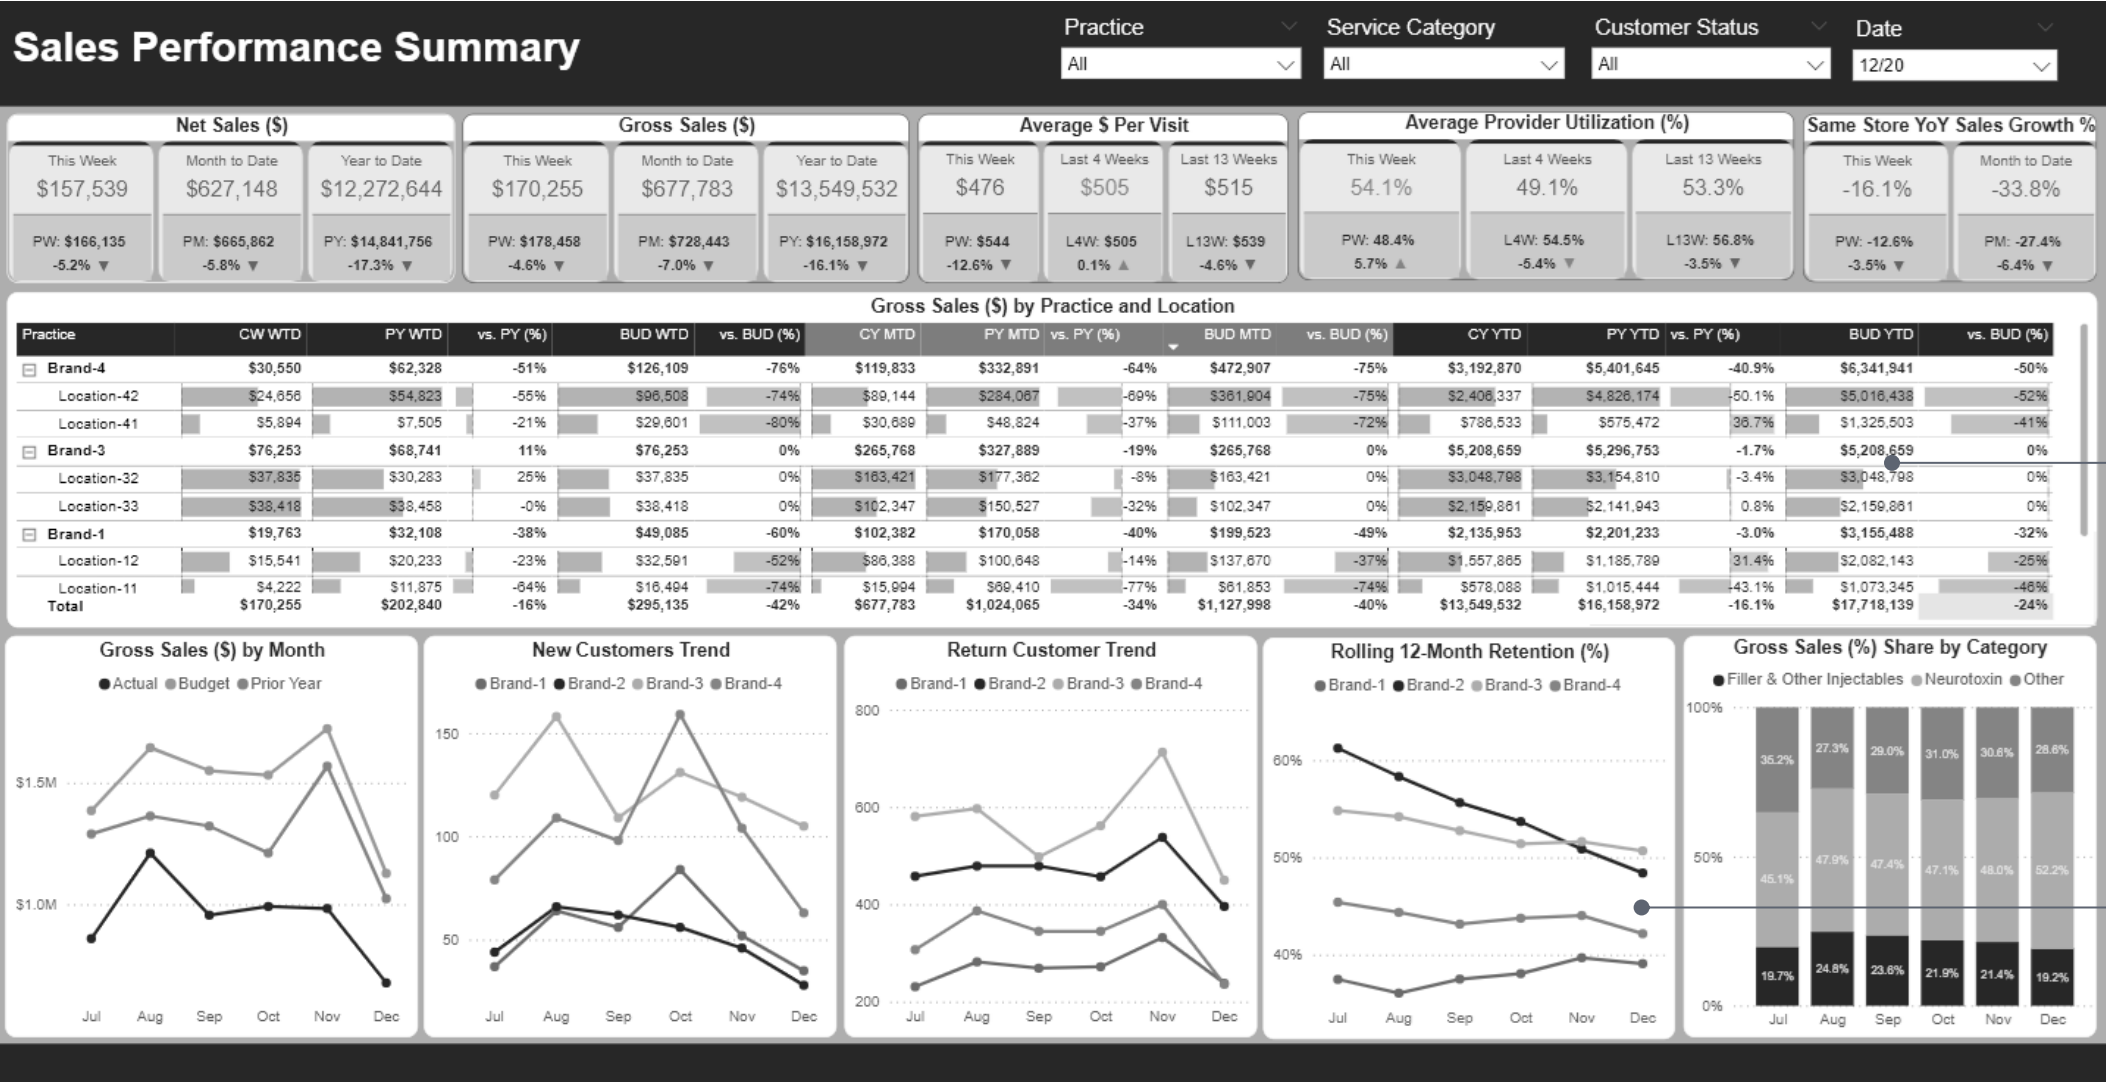 Sales Performance Summary
Practice
All
Service Category
All
Customer Status
All
Date
12/20
Net Sales ($)
This Week
$157,539
PW: $166,135
-5.2% ▼
Month to Date
$627,148
PM: $665,862
-5.8% ▼
Year to Date
$12,272,644
PY: $14,841,756
-17.3% ▼
Gross Sales ($)
This Week
$170,255
PW: $178,458
-4.6% ▼
Month to Date
$677,783
PM: $728,443
-7.0% ▼
Year to Date
$13,549,532
PY: $16,158,972
-16.1% ▼
Average $ Per Visit
This Week
$476
PW: $544
-12.6% ▼
Last 4 Weeks
$505
L4W: $505
0.1% ▲
Last 13 Weeks
$515
L13W: $539
-4.6% ▼
Average Provider Utilization (%)
This Week
54.1%
PW: 48.4%
5.7% ▲
Last 4 Weeks
49.1%
L4W: 54.5%
-5.4% ▼
Last 13 Weeks
53.3%
L13W: 56.8%
-3.5% ▼
Same Store YoY Sales Growth %
This Week
-16.1%
PW: -12.6%
-3.5% ▼
Month to Date
-33.8%
PM: -27.4%
-6.4% ▼
Gross Sales ($) by Practice and Location
Practice CW WTD PY WTD vs. PY (%) BUD WTD vs. BUD (%) CY MTD PY MTD vs. PY (%) BUD MTD vs. BUD (%) CY YTD PY YTD vs. PY (%) BUD YTD vs. BUD (%)
Brand-4 $30,550 $62,328 -51% $126,109 -76% $119,833 $332,891 -64% $472,907 -75% $3,192,870 $5,401,645 -40.9% $6,341,941 -50%
Location-42 $24,656 $54,823 -55% $96,508 -74% $89,144 $284,067 -69% $361,904 -75% $2,406,337 $4,826,174 -50.1% $5,016,438 -52%
Location-41 $5,894 $7,505 -21% $29,601 -80% $30,689 $48,824 -37% $111,003 -72% $786,533 $575,472 36.7% $1,325,503 -41%
Brand-3 $76,253 $68,741 11% $76,253 0% $265,768 $327,889 -19% $265,768 0% $5,208,659 $5,296,753 -1.7% $5,208,659 0%
Location-32 $37,835 $30,283 25% $37,835 0% $163,421 $177,362 -8% $163,421 0% $3,048,798 $3,154,810 -3.4% $3,048,798 0%
Location-33 $38,418 $38,458 -0% $38,418 0% $102,347 $150,527 -32% $102,347 0% $2,159,861 $2,141,943 0.8% $2,159,861 0%
Brand-1 $19,763 $32,108 -38% $49,085 -60% $102,382 $170,058 -40% $199,523 -49% $2,135,953 $2,201,233 -3.0% $3,155,488 -32%
Location-12 $15,541 $20,233 -23% $32,591 -52% $86,388 $100,648 -14% $137,670 -37% $1,557,865 $1,185,789 31.4% $2,082,143 -25%
Location-11 $4,222 $11,875 -64% $16,494 -74% $15,994 $69,410 -77% $61,853 -74% $578,088 $1,015,444 -43.1% $1,073,345 -46%
Total $170,255 $202,840 -16% $295,135 -42% $677,783 $1,024,065 -34% $1,127,998 -40% $13,549,532 $16,158,972 -16.1% $17,718,139 -24%
Gross Sales ($) by Month
Actual Budget Prior Year
$1.5M
$1.0M
Jul Aug Sep Oct Nov Dec
New Customers Trend
Brand-1 Brand-2 Brand-3 Brand-4
150
100
50
Jul Aug Sep Oct Nov Dec
Return Customer Trend
Brand-1 Brand-2 Brand-3 Brand-4
800
600
400
200
Jul Aug Sep Oct Nov Dec
Rolling 12-Month Retention (%)
Brand-1 Brand-2 Brand-3 Brand-4
60%
50%
40%
Jul Aug Sep Oct Nov Dec
Gross Sales (%) Share by Category
Filler & Other Injectables Neurotoxin Other
100%
35.2% 27.3% 29.0% 31.0% 30.6% 28.6%
50%
45.1% 47.9% 47.4% 47.1% 48.0% 52.2%
19.7% 24.8% 23.6% 21.9% 21.4% 19.2%
0%
Jul Aug Sep Oct Nov Dec